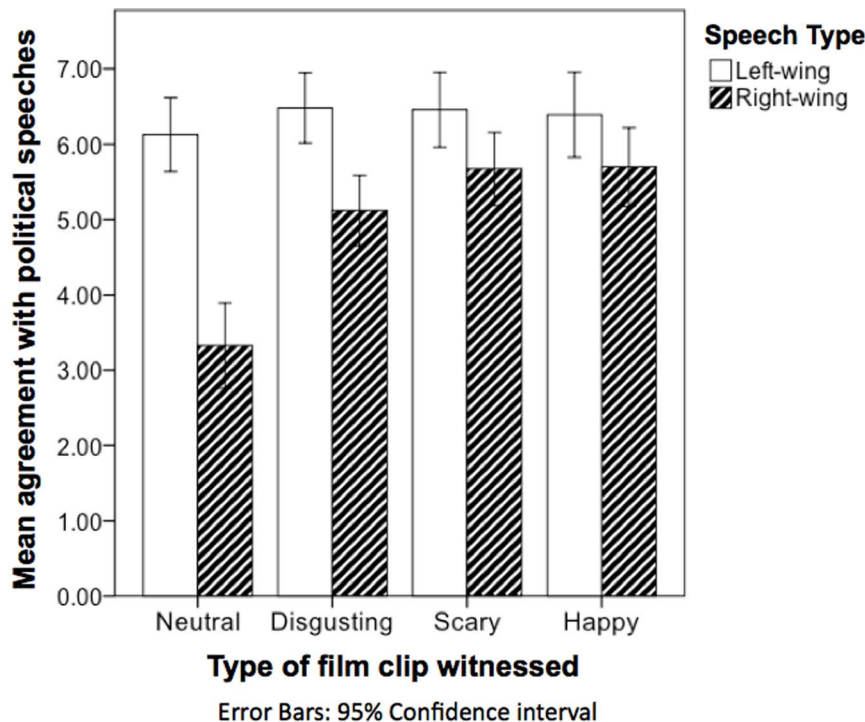 Mean agreement with political speeches
7.00
6.00
5.00
4.00
3.00
2.00
1.00
0.00
Neutral Disgusting Scary Happy
Type of film clip witnessed
Error Bars: 95% Confidence interval
Speech Type
Left-wing
Right-wing